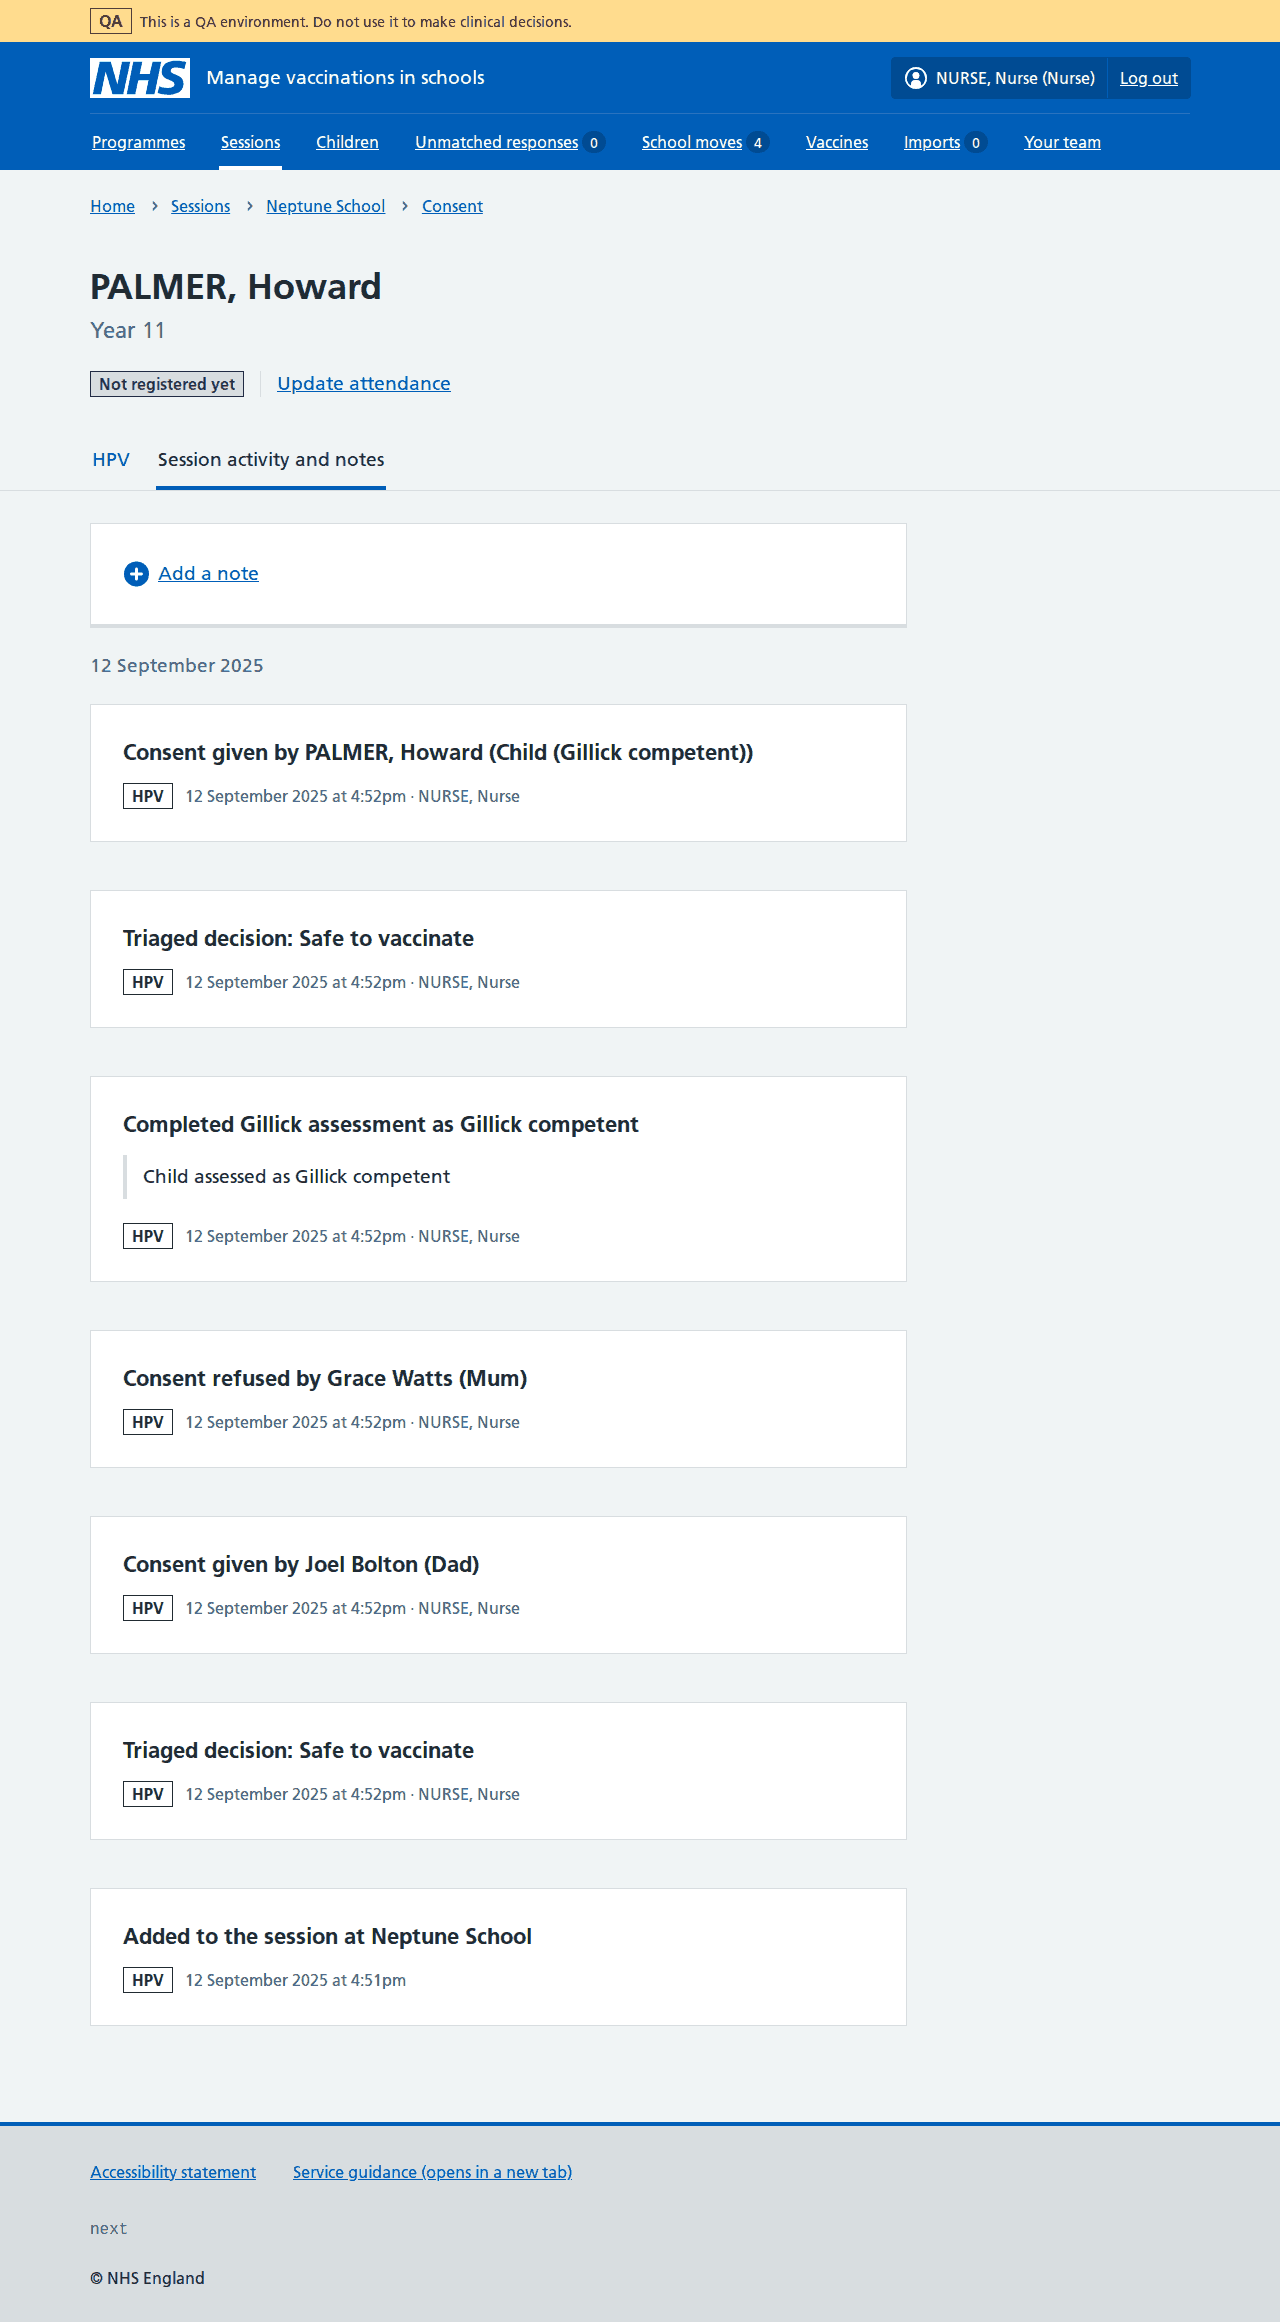 QA This is a QA environment. Do not use it to make clinical decisions.
NHS Manage vaccinations in schools NURSE, Nurse (Nurse) Log out
Programmes Sessions Children Unmatched responses 0 School moves 4 Vaccines Imports 0 Your team
Home › Sessions › Neptune School › Consent
PALMER, Howard
Year 11
Not registered yet Update attendance
HPV Session activity and notes
Add a note
12 September 2025
Consent given by PALMER, Howard (Child (Gillick competent))
HPV 12 September 2025 at 4:52pm · NURSE, Nurse
Triaged decision: Safe to vaccinate
HPV 12 September 2025 at 4:52pm · NURSE, Nurse
Completed Gillick assessment as Gillick competent
Child assessed as Gillick competent
HPV 12 September 2025 at 4:52pm · NURSE, Nurse
Consent refused by Grace Watts (Mum)
HPV 12 September 2025 at 4:52pm · NURSE, Nurse
Consent given by Joel Bolton (Dad)
HPV 12 September 2025 at 4:52pm · NURSE, Nurse
Triaged decision: Safe to vaccinate
HPV 12 September 2025 at 4:52pm · NURSE, Nurse
Added to the session at Neptune School
HPV 12 September 2025 at 4:51pm
Accessibility statement Service guidance (opens in a new tab)
next
© NHS England